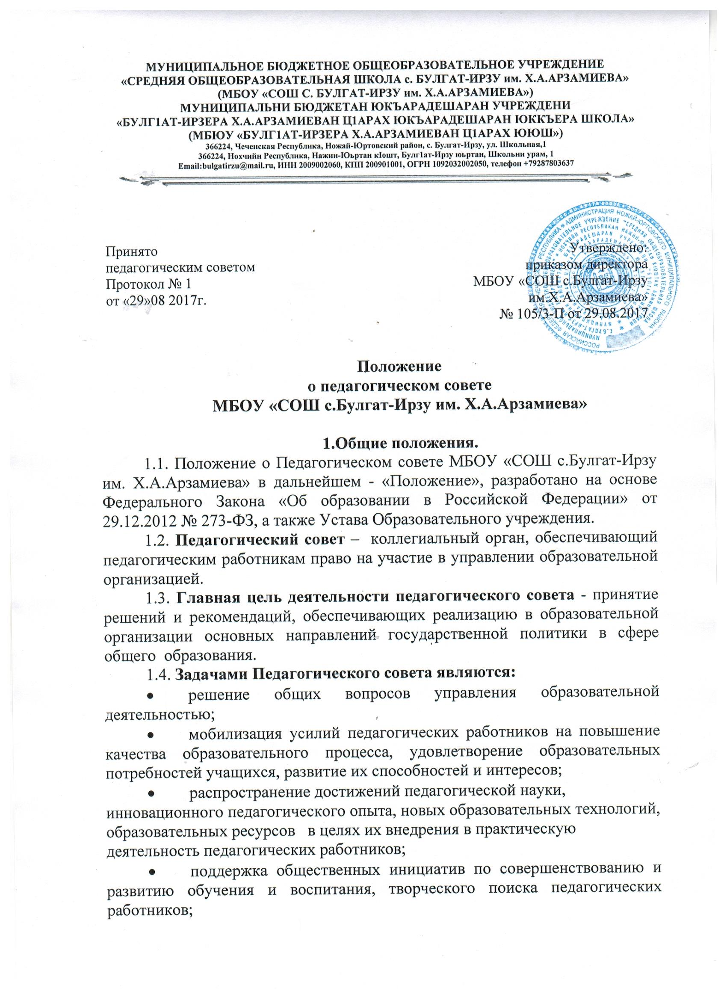 МУНИЦИПАЛЬНОЕ БЮДЖЕТНОЕ ОБЩЕОБРАЗОВАТЕЛЬНОЕ УЧРЕЖДЕНИЕ
«СРЕДНЯЯ ОБЩЕОБРАЗОВАТЕЛЬНАЯ ШКОЛА с. БУЛГАТ-ИРЗУ им. Х.А.АРЗАМИЕВА»
(МБОУ «СОШ С. БУЛГАТ-ИРЗУ им. Х.А.АРЗАМИЕВА»)
МУНИЦИПАЛЬНИ БЮДЖЕТАН ЮКЪАРАДЕШАРАН УЧРЕЖДЕНИ
«БУЛГ1АТ-ИРЗЕРА Х.А.АРЗАМИЕВАН Ц1АРАХ ЮКЪАРАДЕШАРАН ЮККЪЕРА ШКОЛА»
(МБЮУ «БУЛГ1АТ-ИРЗЕРА Х.А.АРЗАМИЕВАН Ц1АРАХ ЮЮШ»)
366224, Чеченская Республика, Ножай-Юртовский район, с. Булгат-Ирзу, ул. Школьная,1
366224, Нохчийн Республика, Нажин-Юьртан кIошт, Булг1ат-Ирзу юьртан, Школьни урам, 1
Email:bulgatirzu@mail.ru, ИНН 2009002060, КПП 200901001, ОГРН 1092032002050, телефон +79287803637
Принято
педагогическим советом
Протокол № 1
от «29»08 2017г.
Утверждено:
приказом директора
МБОУ «СОШ с.Булгат-Ирзу
им.Х.А.Арзамиева»
№ 105/3-П от 29.08.2017
Положение
о педагогическом совете
МБОУ «СОШ с.Булгат-Ирзу им. Х.А.Арзамиева»
1.Общие положения.
1.1. Положение о Педагогическом совете МБОУ «СОШ с.Булгат-Ирзу
им. Х.А.Арзамиева» в дальнейшем - «Положение», разработано на основе
Федерального Закона «Об образовании в Российской Федерации» от
29.12.2012 № 273-ФЗ, а также Устава Образовательного учреждения.
1.2. Педагогический совет – коллегиальный орган, обеспечивающий
педагогическим работникам право на участие в управлении образовательной
организацией.
1.3. Главная цель деятельности педагогического совета - принятие
решений и рекомендаций, обеспечивающих реализацию в образовательной
организации основных направлений государственной политики в сфере
общего образования.
1.4. Задачами Педагогического совета являются:
• решение общих вопросов управления образовательной
деятельностью;
• мобилизация усилий педагогических работников на повышение
качества образовательного процесса, удовлетворение образовательных
потребностей учащихся, развитие их способностей и интересов;
• распространение достижений педагогической науки,
инновационного педагогического опыта, новых образовательных технологий,
образовательных ресурсов в целях их внедрения в практическую
деятельность педагогических работников;
• поддержка общественных инициатив по совершенствованию и
развитию обучения и воспитания, творческого поиска педагогических
работников;